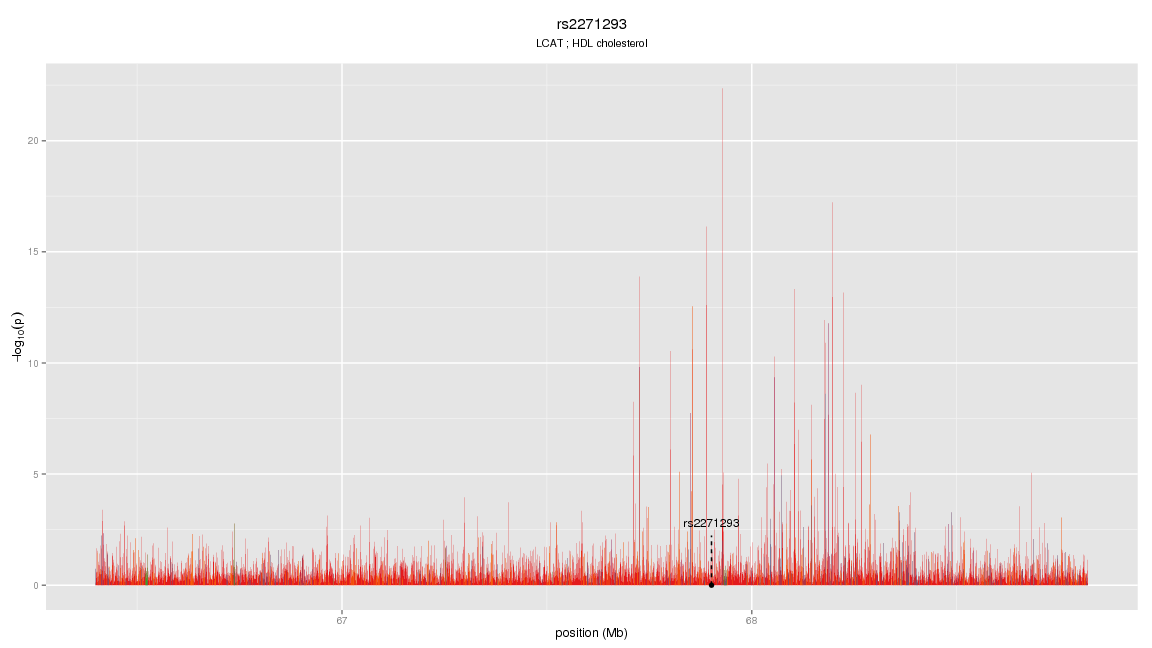 rs2271293
LCAT ; HDL cholesterol
20
15
10
5
0
−log10(p)
rs2271293
67
68
position (Mb)